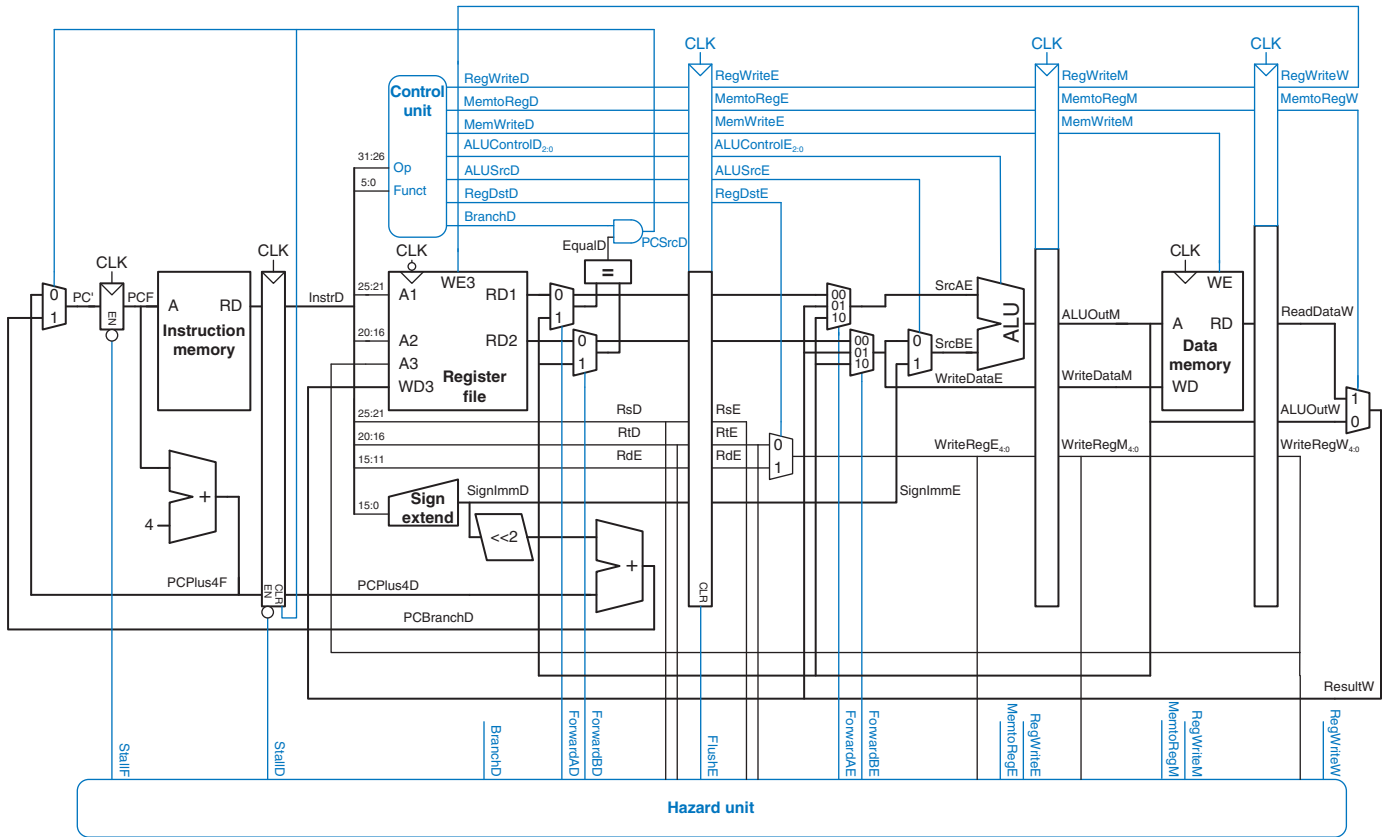 CLK
CLK
CLK
Control
unit
RegWriteD
RegWriteE
RegWriteM
RegWriteW
MemtoRegD
MemtoRegE
MemtoRegM
MemtoRegW
MemWriteD
MemWriteE
MemWriteM
ALUControlD2:0
ALUControlE2:0
31:26
Op
ALUSrcD
ALUSrcE
5:0
Funct
RegDstD
RegDstE
BranchD
PCSrcD
EqualD
=
CLK
CLK
CLK
CLK
0
1
PC'
PCF
EN
A
RD
Instruction
memory
InstrD
25:21
A1
WE3
RD1
20:16
A2
RD2
A3
WD3
Register
file
0
1
0
1
00
01
10
00
01
10
SrcAE
0
1
SrcBE
ALU
WriteDataE
ALUOutM
WriteDataM
WE
A
RD
Data
memory
WD
ReadDataW
1
0
ALUOutW
25:21
RsD
RsE
20:16
RtD
RtE
15:11
RdE
RdE
0
1
WriteRegE4:0
WriteRegM4:0
WriteRegW4:0
15:0
Sign
extend
SignImmD
SignImmE
<<2
+
4
+
PCPlus4F
EN
CLR
PCPlus4D
CLR
PCBranchD
ResultW
StallF
StallD
BranchD
ForwardAD
ForwardBD
FlushE
ForwardAE
ForwardBE
MemtoRegE
RegWriteE
MemtoRegM
RegWriteM
RegWriteW
Hazard unit